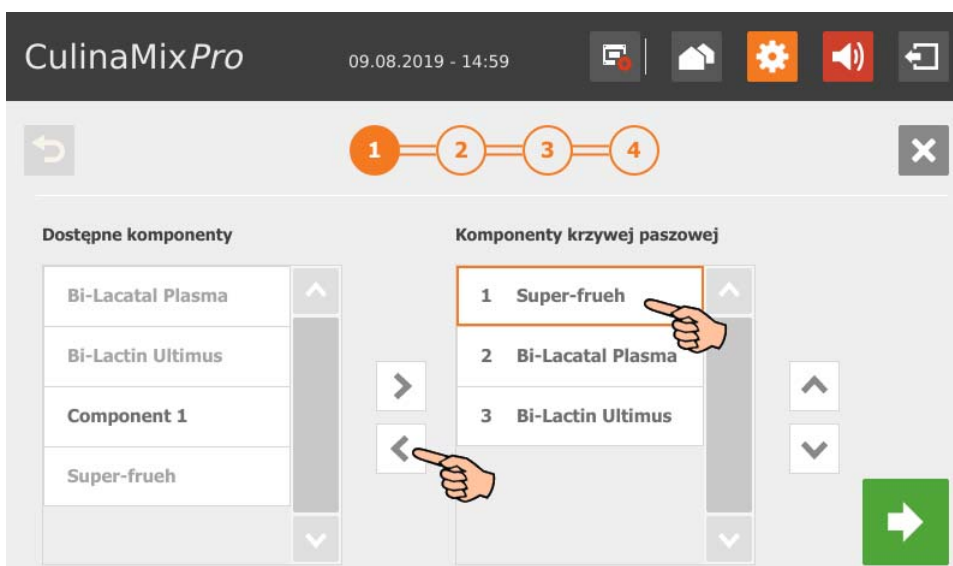 CulinaMixPro
09.08.2019 - 14:59
1 2 3 4
Dostępne komponenty
Bi-Lacatal Plasma
Bi-Lactin Ultimus
Component 1
Super-frueh
Komponenty krzywej paszowej
1 Super-frueh
2 Bi-Lacatal Plasma
3 Bi-Lactin Ultimus